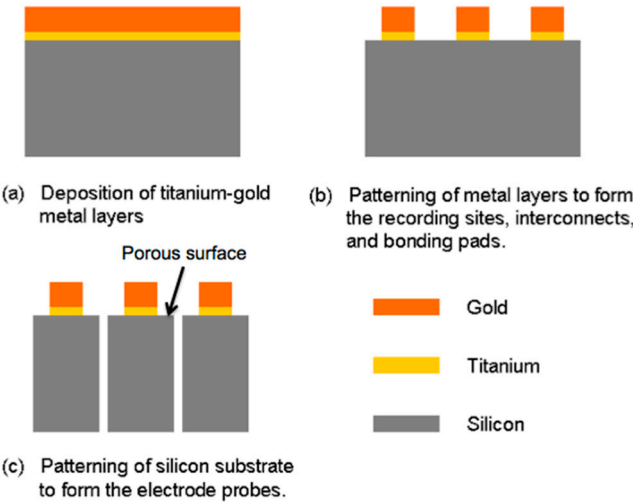 (a) Deposition of titanium-gold
metal layers
(b) Patterning of metal layers to form
the recording sites, interconnects,
and bonding pads.
Porous surface
Gold
Titanium
Silicon
(c) Patterning of silicon substrate
to form the electrode probes.